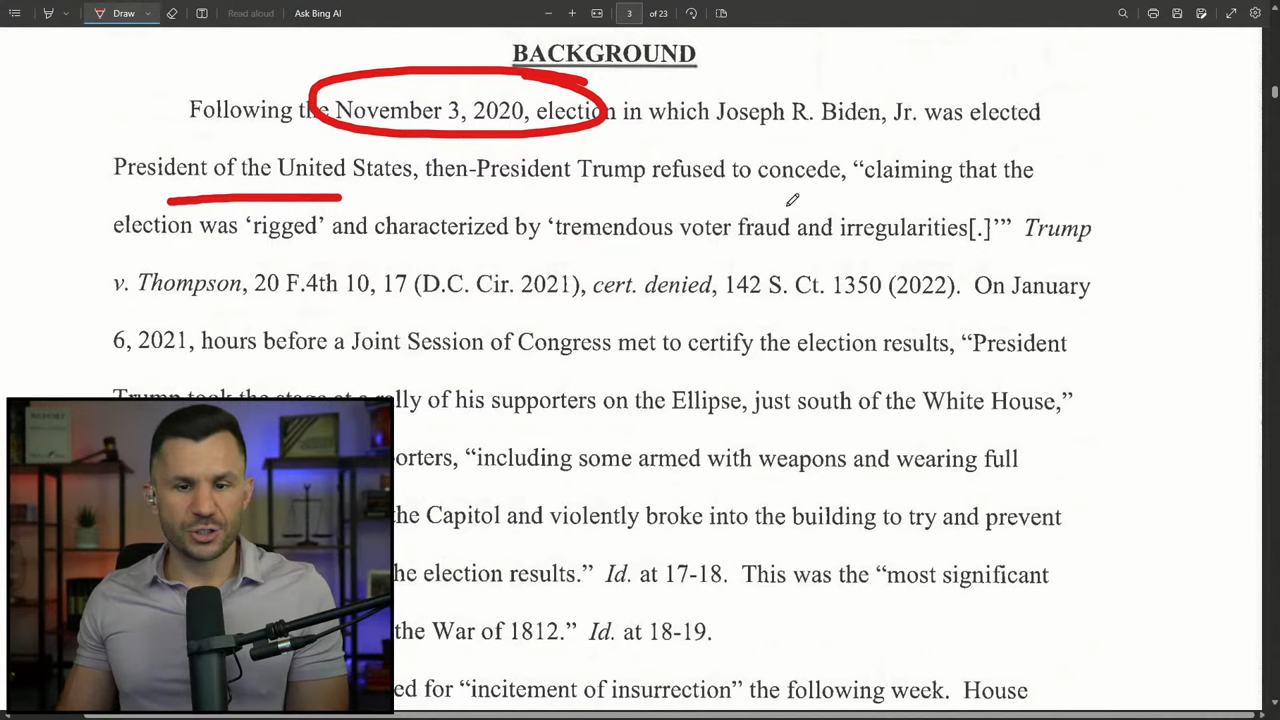 Draw
Read aloud
Ask Bing AI
3
of 23
BACKGROUND
Following the November 3, 2020, election in which Joseph R. Biden, Jr. was elected
President of the United States, then-President Trump refused to concede, “claiming that the
election was ‘rigged’ and characterized by ‘tremendous voter fraud and irregularities[.]’” Trump
v. Thompson, 20 F.4th 10, 17 (D.C. Cir. 2021), cert. denied, 142 S. Ct. 1350 (2022). On January
6, 2021, hours before a Joint Session of Congress met to certify the election results, “President
Trump took the stage at a rally of his supporters on the Ellipse, just south of the White House,”
orters, “including some armed with weapons and wearing full
the Capitol and violently broke into the building to try and prevent
he election results.” Id. at 17-18. This was the “most significant
the War of 1812.” Id. at 18-19.
ed for “incitement of insurrection” the following week. House